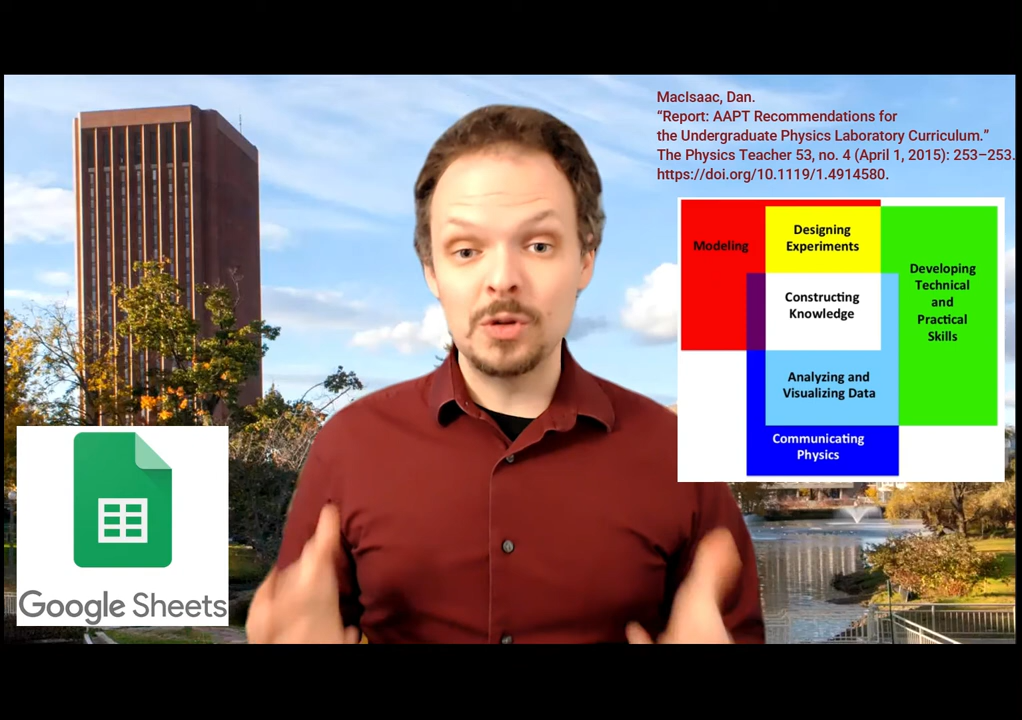 MacIsaac, Dan.
“Report: AAPT Recommendations for
the Undergraduate Physics Laboratory Curriculum.”
The Physics Teacher 53, no. 4 (April 1, 2015): 253–253.
https://doi.org/10.1119/1.4914580.
Modeling
Designing
Experiments
Constructing
Knowledge
Developing
Technical
and
Practical
Skills
Analyzing and
Visualizing Data
Communicating
Physics
Google Sheets